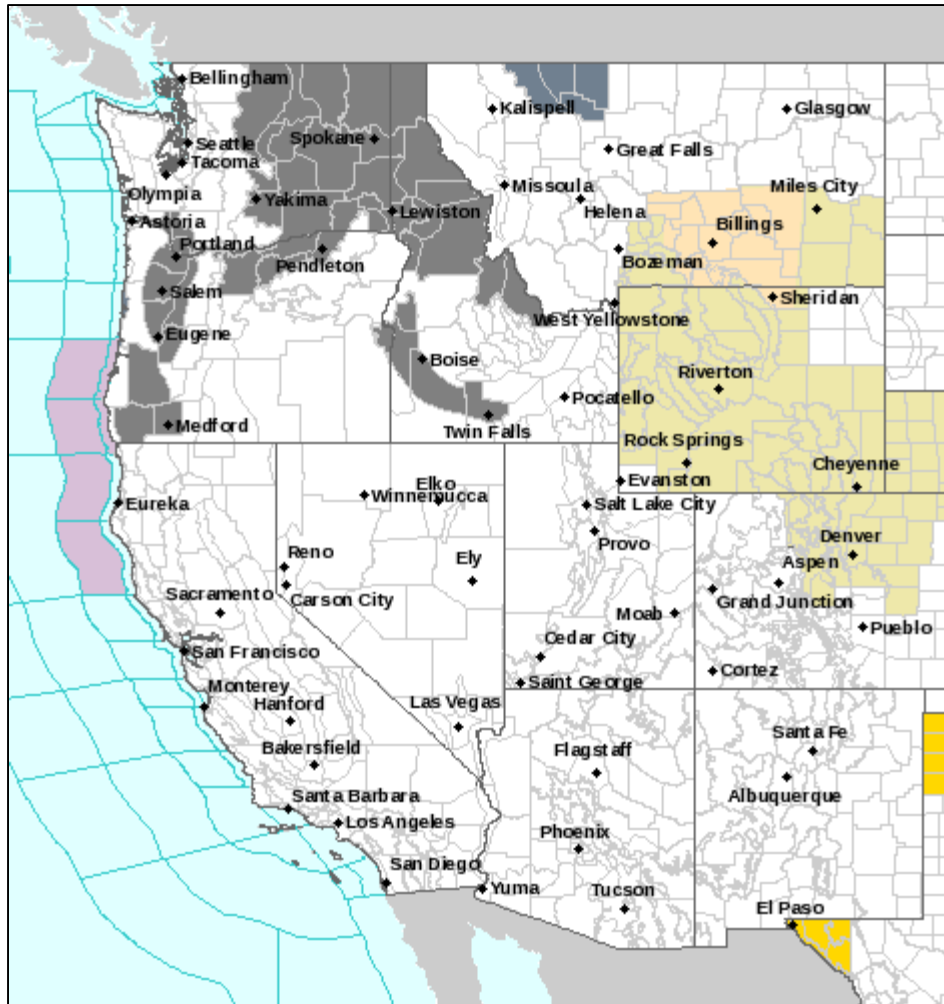 Bellingham
Kalispell
Glasgow
Spokane
Seattle
Great Falls
Tacoma
Missoula
Miles City
Olympia
Yakima
Helena
Lewiston
Astoria
Billings
Portland
Bozeman
Pendleton
Salem
Sheridan
West Yellowstone
Eugene
Boise
Riverton
Pocatello
Medford
Twin Falls
Rock Springs
Cheyenne
Evanston
Elko
Winnemucca
Eureka
Salt Lake City
Provo
Denver
Reno
Ely
Aspen
Sacramento
Carson City
Grand Junction
Moab
Pueblo
Cedar City
San Francisco
Cortez
Saint George
Monterey
Hanford
Las Vegas
Santa Fe
Bakersfield
Flagstaff
Albuquerque
Santa Barbara
Los Angeles
Phoenix
San Diego
Yuma
Tucson
El Paso